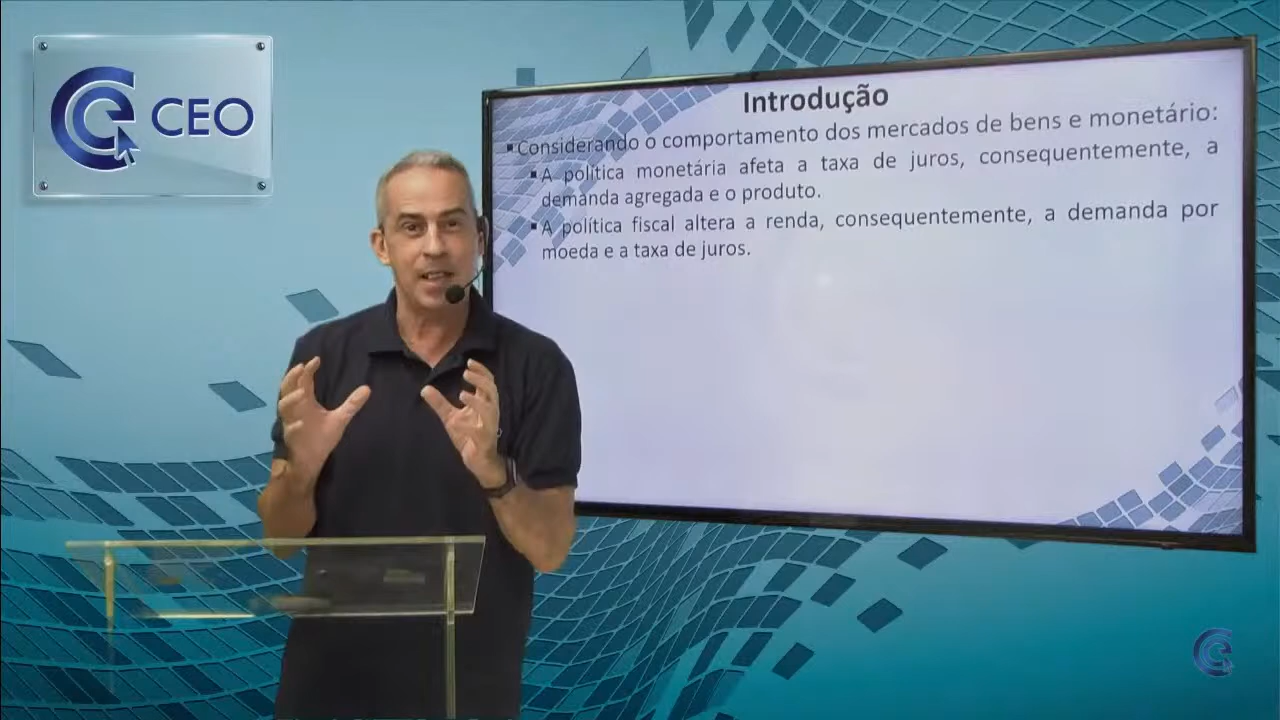 CEO
Introdução
▪Considerando o comportamento dos mercados de bens e monetário:
▪A política monetária afeta a taxa de juros, consequentemente, a
demanda agregada e o produto.
▪A política fiscal altera a renda, consequentemente, a demanda por
moeda e a taxa de juros.